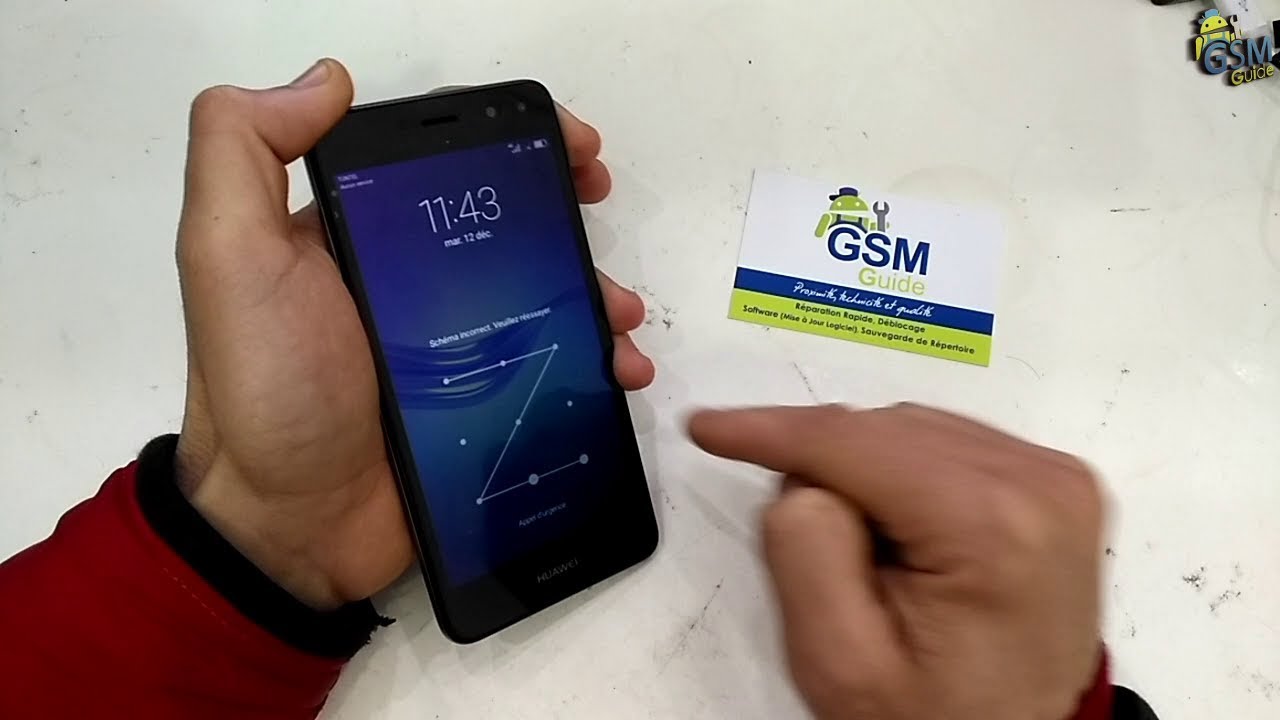 TUNTEL
Aucun service
11:43
mar. 12 déc.
Schéma incorrect. Veuillez réessayer.
Appel d'urgence
HUAWEI
GSM
Guide
Proximité, technicité et qualité
Réparation Rapide, Déblocage
Software (Mise à Jour Logiciel), Sauvegarde de Répertoire
GSM
Guide